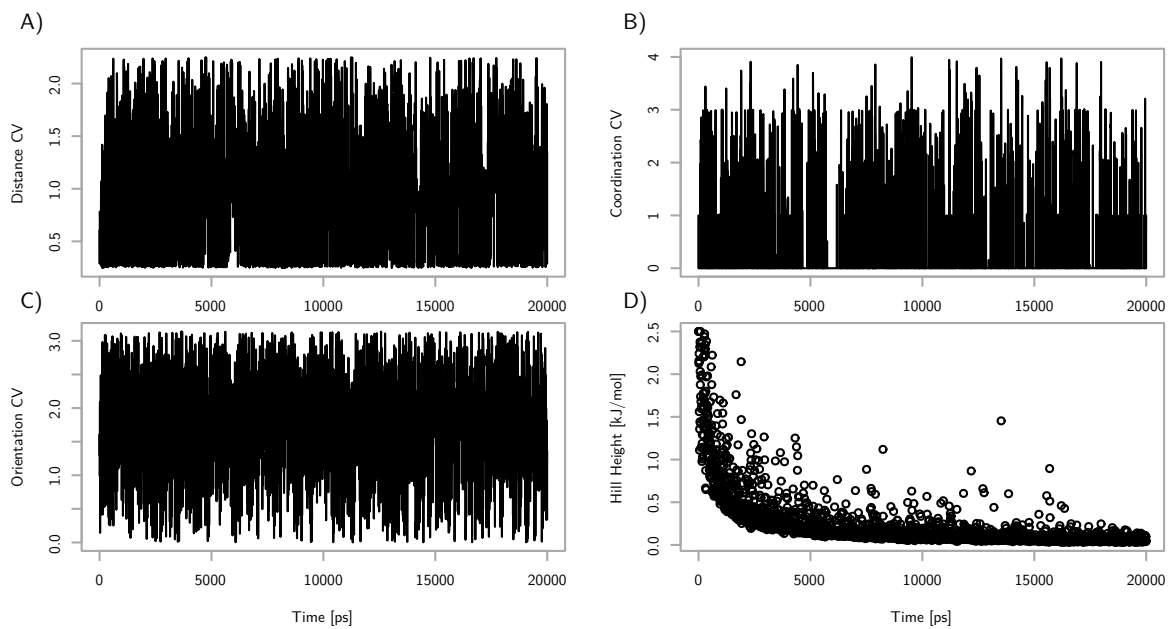 A)
Distance CV
0.5 1.0 1.5 2.0
0 5000 10000 15000 20000
B)
Coordination CV
0 1 2 3 4
0 5000 10000 15000 20000
C)
Orientation CV
0.0 1.0 2.0 3.0
0 5000 10000 15000 20000
Time [ps]
D)
Hill Height [kJ/mol]
0.0 0.5 1.0 1.5 2.0 2.5
0 5000 10000 15000 20000
Time [ps]